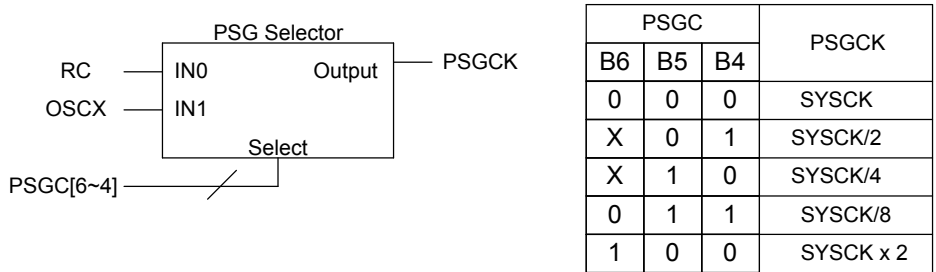 PSG Selector
RC IN0 Output PSGCK
OSCX IN1
Select
PSGC[6~4]
PSGC PSGCK
B6 B5 B4
0 0 0 SYSCK
X 0 1 SYSCK/2
X 1 0 SYSCK/4
0 1 1 SYSCK/8
1 0 0 SYSCK x 2